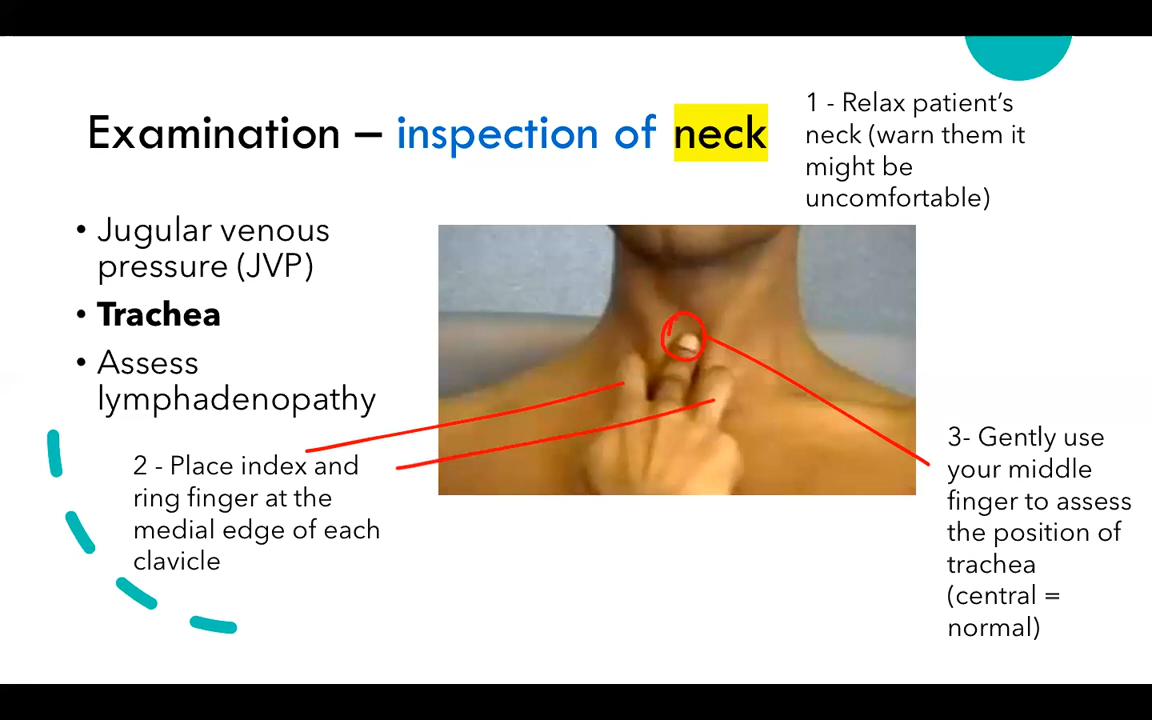 Examination – inspection of neck
1 - Relax patient's
neck (warn them it
might be
uncomfortable)
• Jugular venous
pressure (JVP)
• Trachea
• Assess
lymphadenopathy
2 - Place index and
ring finger at the
medial edge of each
clavicle
3- Gently use
your middle
finger to assess
the position of
trachea
(central =
normal)